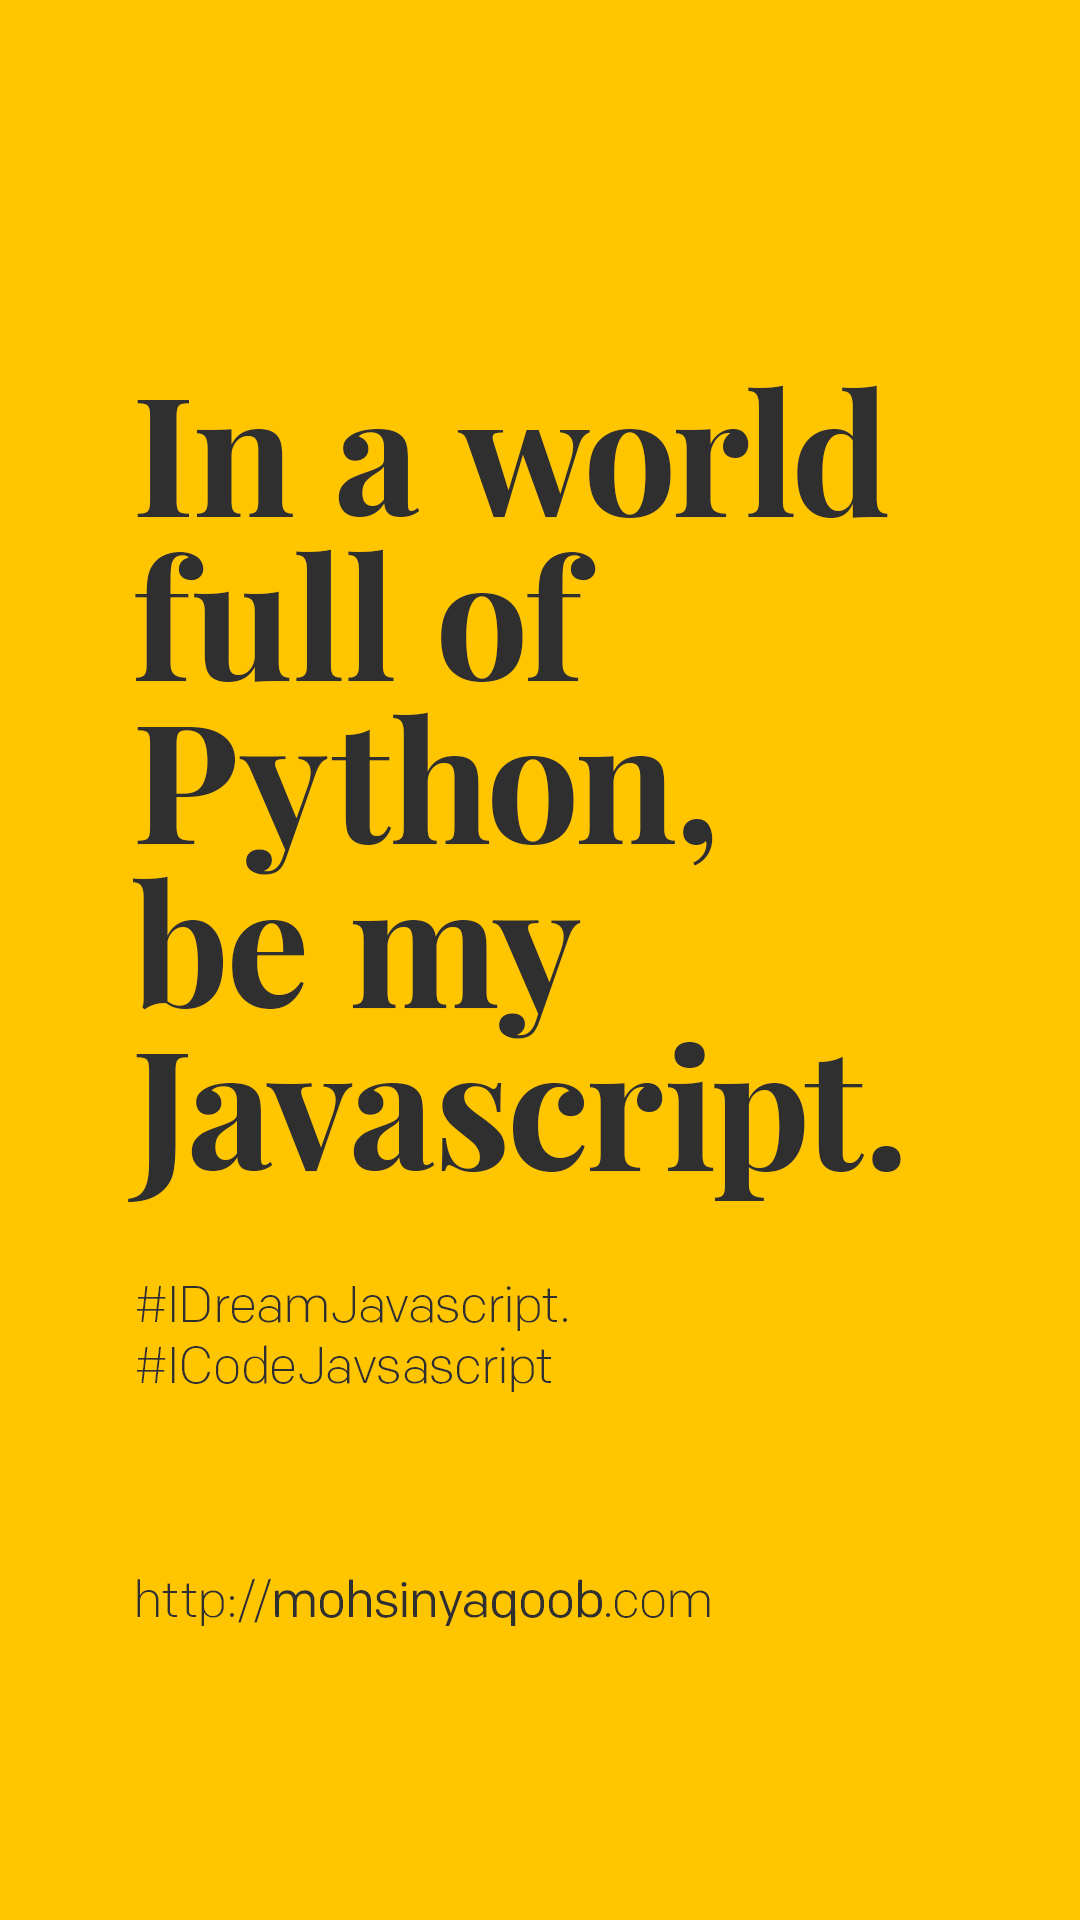 In a world
full of
Python,
be my
Javascript.
#IDreamJavascript.
#ICodeJavsascript
http://mohsinyaqoob.com